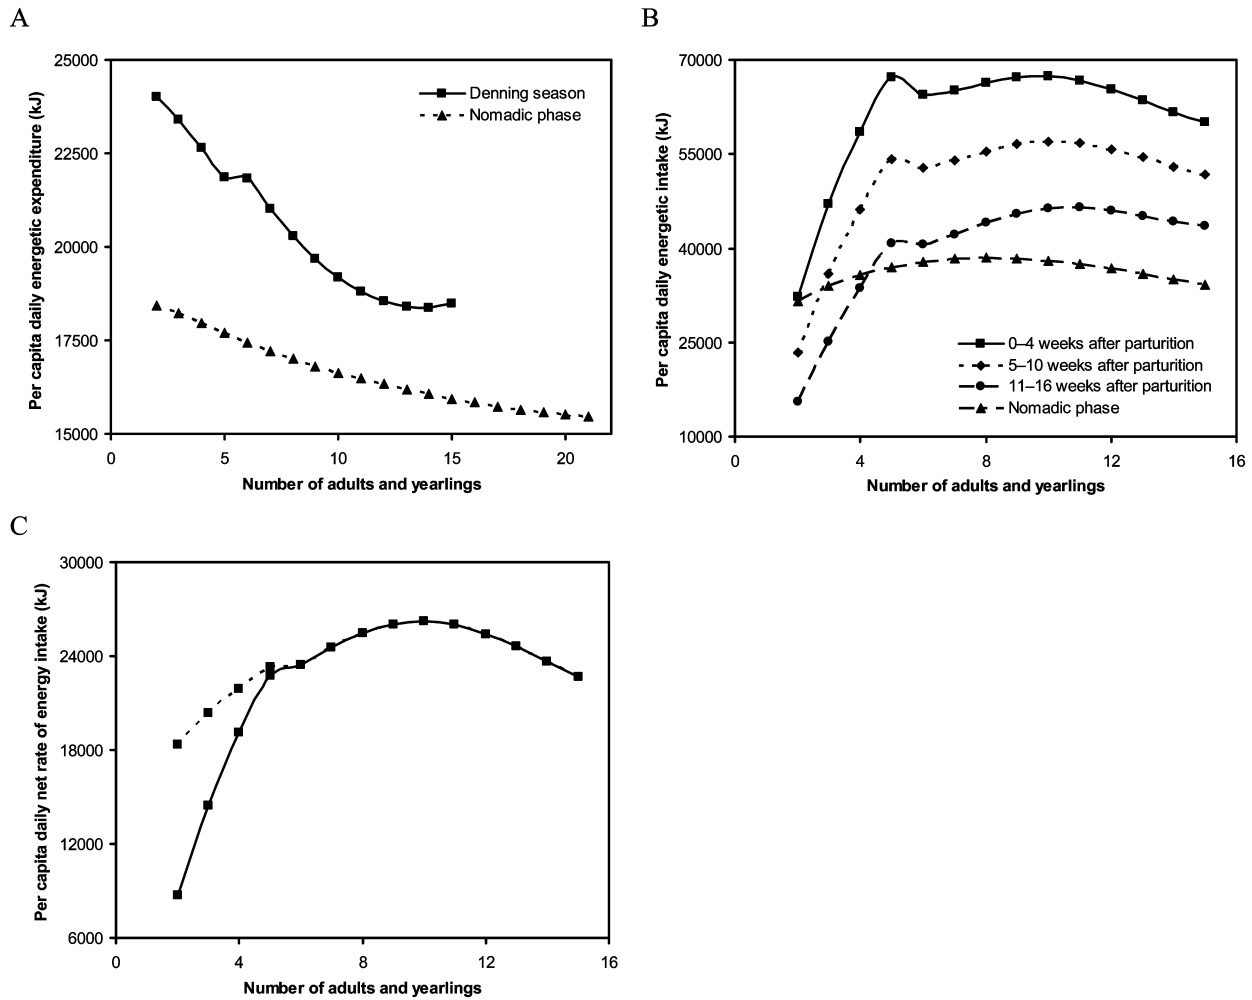 A
Per capita daily energetic expenditure (kJ)
25000
22500
20000
17500
15000
0 5 10 15 20
Number of adults and yearlings
Denning season
Nomadic phase
B
Per capita daily energetic intake (kJ)
70000
55000
40000
25000
10000
0 4 8 12 16
Number of adults and yearlings
0–4 weeks after parturition
5–10 weeks after parturition
11–16 weeks after parturition
Nomadic phase
C
Per capita daily net rate of energy intake (kJ)
30000
24000
18000
12000
6000
0 4 8 12 16
Number of adults and yearlings